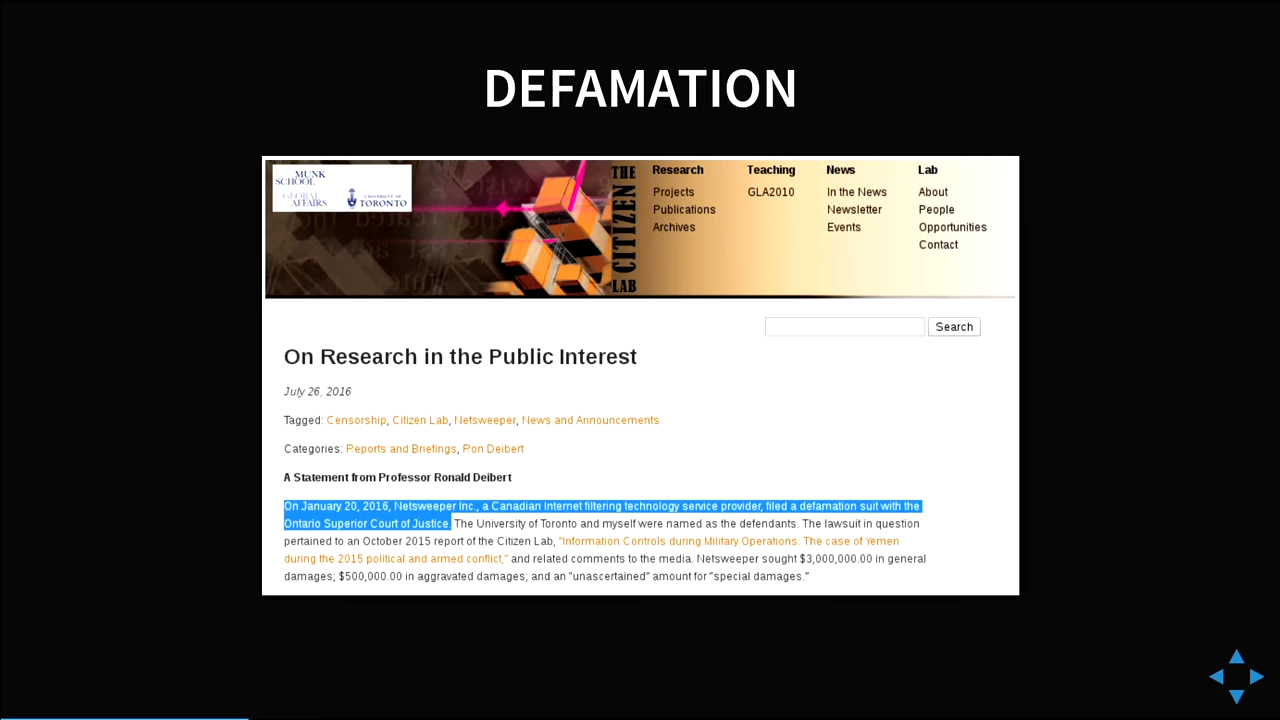 DEFAMATION
MUNK
SCHOOL
GLOBAL
AFFAIRS
UNIVERSITY OF
TORONTO
THE
CITIZEN
LAB
Research
Projects
Publications
Archives
Teaching
GLA2010
News
In the News
Newsletter
Events
Lab
About
People
Opportunities
Contact
Search
On Research in the Public Interest
July 26, 2016
Tagged: Censorship, Citizen Lab, Netsweeper, News and Announcements
Categories: Reports and Briefings, Ron Deibert
A Statement from Professor Ronald Deibert
On January 20, 2016, Netsweeper Inc., a Canadian Internet filtering technology service provider, filed a defamation suit with the
Ontario Superior Court of Justice. The University of Toronto and myself were named as the defendants. The lawsuit in question
pertained to an October 2015 report of the Citizen Lab, "Information Controls during Military Operations: The case of Yemen
during the 2015 political and armed conflict," and related comments to the media. Netsweeper sought $3,000,000.00 in general
damages; $500,000.00 in aggravated damages; and an "unascertained" amount for "special damages."